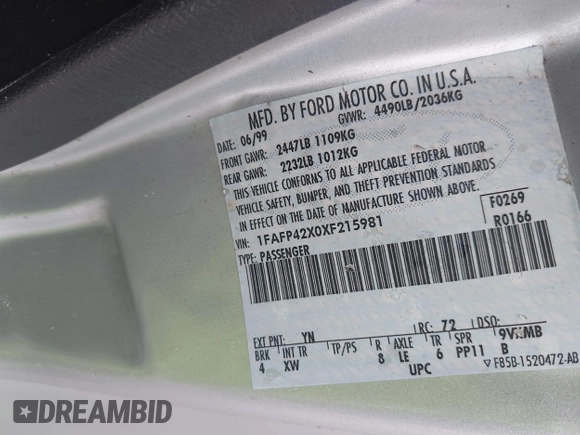 MFD. BY FORD MOTOR CO. IN U.S.A.
06/99 GVWR: 4490LB/2036KG
FRONT GAWR: 2447LB 1109KG
REAR GAWR: 2232LB 1012KG
THIS VEHICLE CONFORMS TO ALL APPLICABLE FEDERAL MOTOR
VEHICLE SAFETY, BUMPER, AND THEFT PREVENTION STANDARDS
IN EFFECT ON THE DATE OF MANUFACTURE SHOWN ABOVE.
VIN: 1FAFP42X0XF215981 F0269
TYPE: PASSENGER R0166
EXT PNT: YN RC: 72 DSO:
BRK INT TR TP/PS R AXLE TR SPR
4 XW 8 LE 6 PP11 B
UPC ▽F85B-1520472-AB
DREAMBID